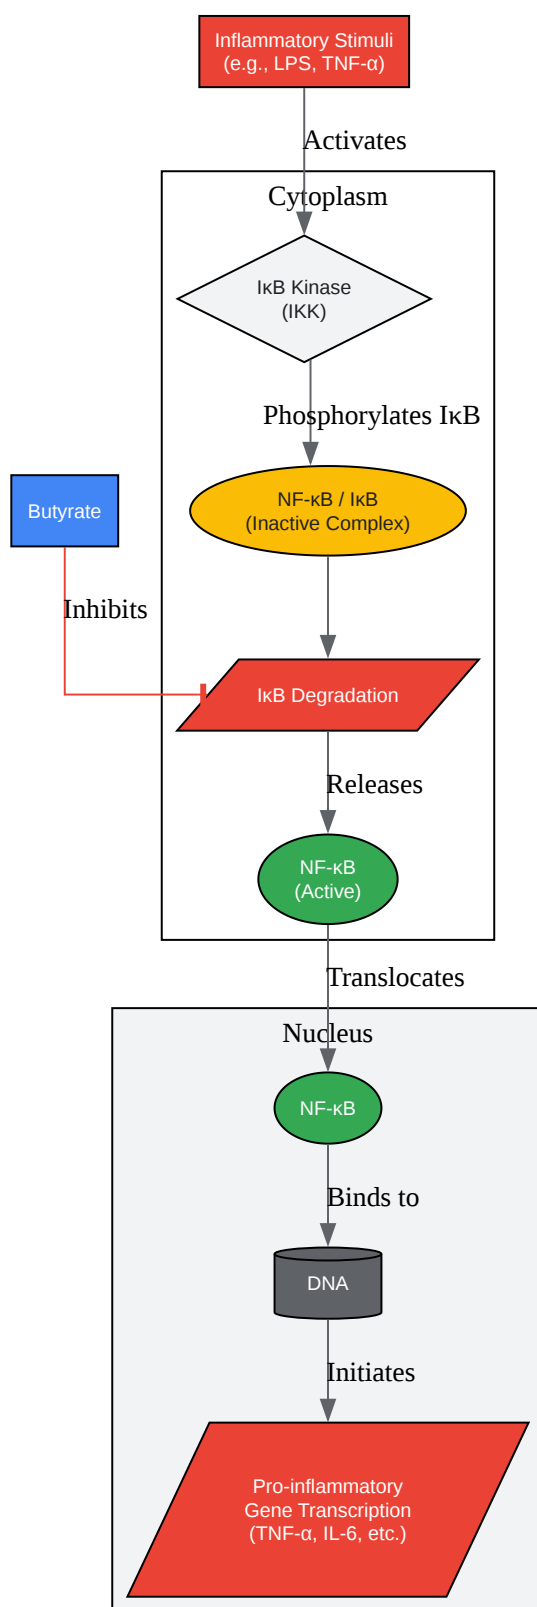 Inflammatory Stimuli
(e.g., LPS, TNF-α)
Activates
Cytoplasm
IκB Kinase
(IKK)
Phosphorylates IκB
NF-κB / IκB
(Inactive Complex)
Butyrate
Inhibits
IκB Degradation
Releases
NF-κB
(Active)
Translocates
Nucleus
NF-κB
Binds to
DNA
Initiates
Pro-inflammatory
Gene Transcription
(TNF-α, IL-6, etc.)